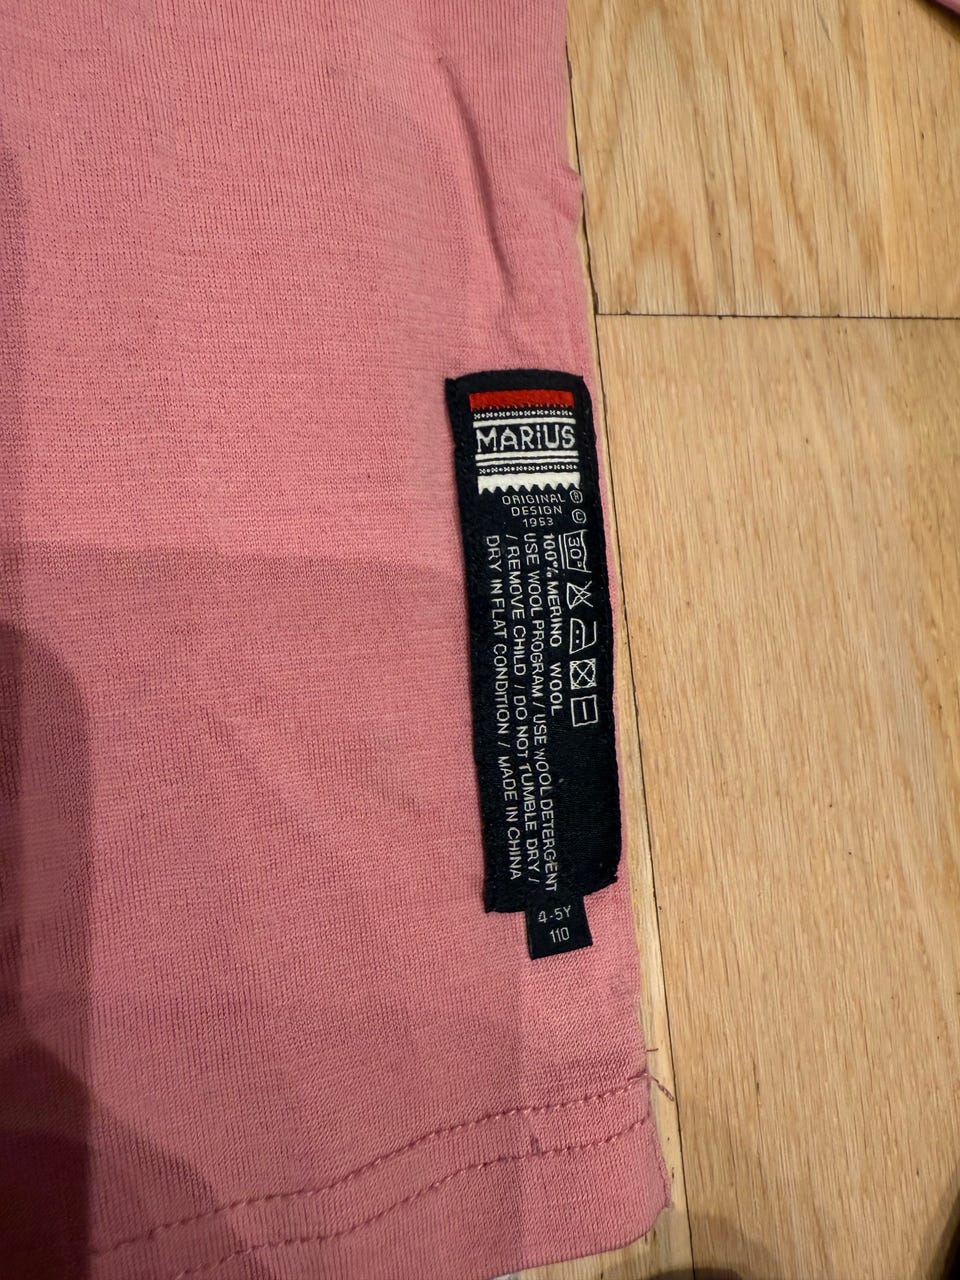 MARiUS
ORIGINAL ®
DESIGN ©
1953
30°
100% MERINO WOOL
USE WOOL PROGRAM / USE WOOL DETERGENT
/ REMOVE CHILD / DO NOT TUMBLE DRY /
DRY IN FLAT CONDITION / MADE IN CHINA
4-5Y
110